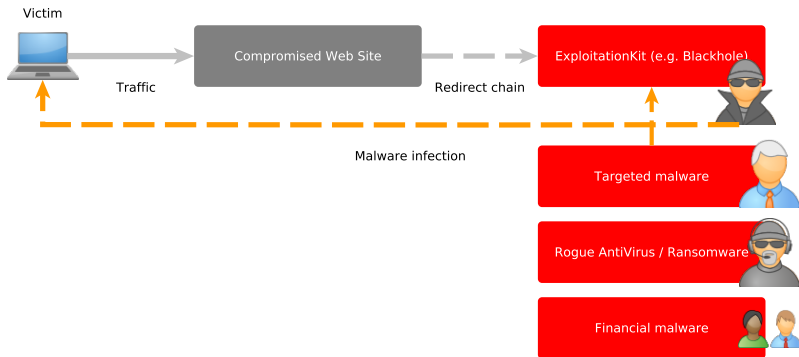 Victim
Compromised Web Site
ExploitationKit (e.g. Blackhole)
Traffic
Redirect chain
Malware infection
Targeted malware
Rogue AntiVirus / Ransomware
Financial malware